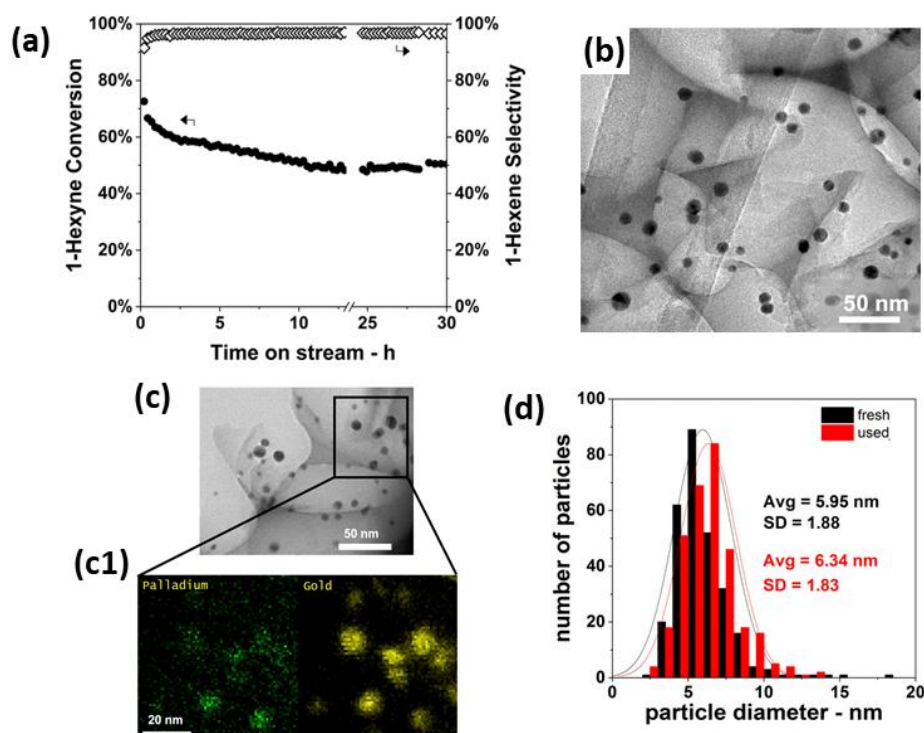 (a)
100%
80%
60%
40%
20%
0%
1-Hexyne Conversion
0
5
10
25
30
Time on stream - h
100%
80%
60%
40%
20%
0%
1-Hexene Selectivity
(b)
50 nm
(c)
50 nm
(c1)
Palladium
Gold
20 nm
(d)
100
80
60
40
20
0
number of particles
fresh
used
Avg = 5.95 nm
SD = 1.88
Avg = 6.34 nm
SD = 1.83
0
5
10
15
20
particle diameter - nm